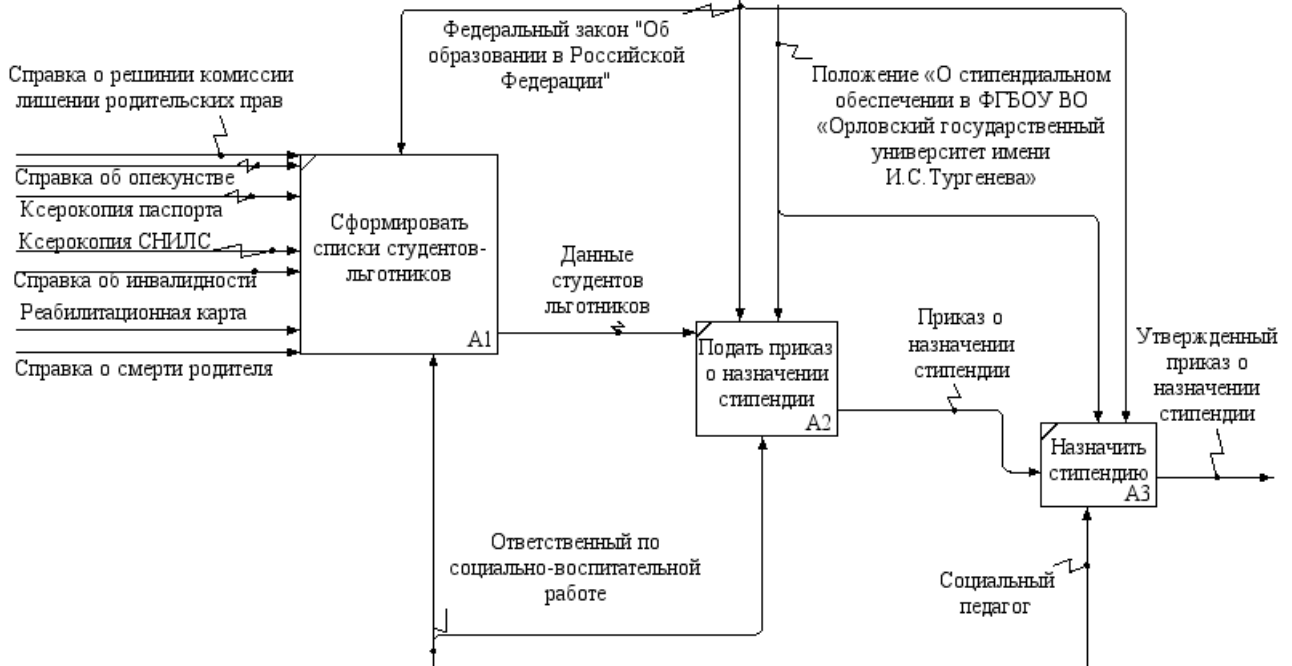 Федеральный закон "Об
образовании в Российской
Федерации"
Положение «О стипендиальном
обеспечении в ФГБОУ ВО
«Орловский государственный
университет имени
И.С.Тургенева»
Справка о решинии комиссии
лишении родительских прав
Справка об опекунстве
Ксерокопия паспорта
Ксерокопия СНИЛС
Справка об инвалидности
Реабилитационная карта
Справка о смерти родителя
Сформировать
списки студентов-
льготников
A1
Данные
студентов
льготников
Подать приказ
о назначении
стипендии
A2
Приказ о
назначении
стипендии
Назначить
стипендию
A3
Утвержденный
приказ о
назначении
стипендии
Ответственный по
социально-воспитательной
работе
Социальный
педагог